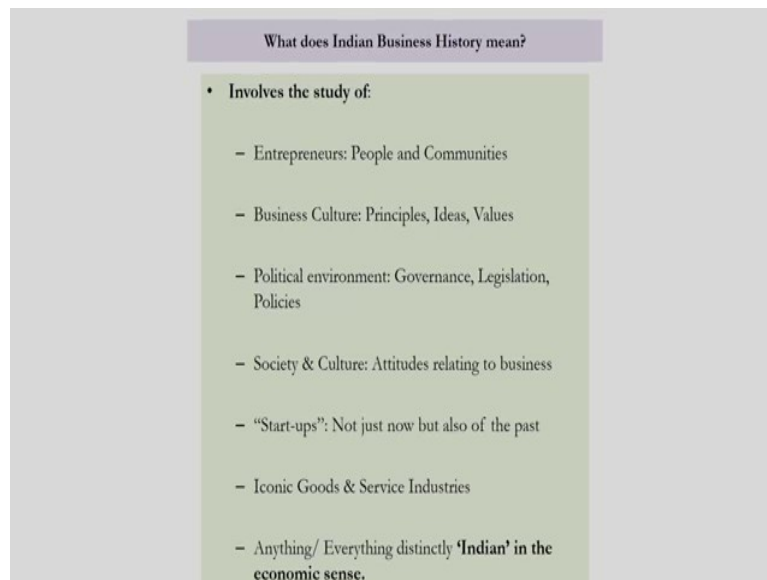 What does Indian Business History mean?
• Involves the study of:
– Entrepreneurs: People and Communities
– Business Culture: Principles, Ideas, Values
– Political environment: Governance, Legislation,
Policies
– Society & Culture: Attitudes relating to business
– “Start-ups”: Not just now but also of the past
– Iconic Goods & Service Industries
– Anything/ Everything distinctly ‘Indian’ in the
economic sense.